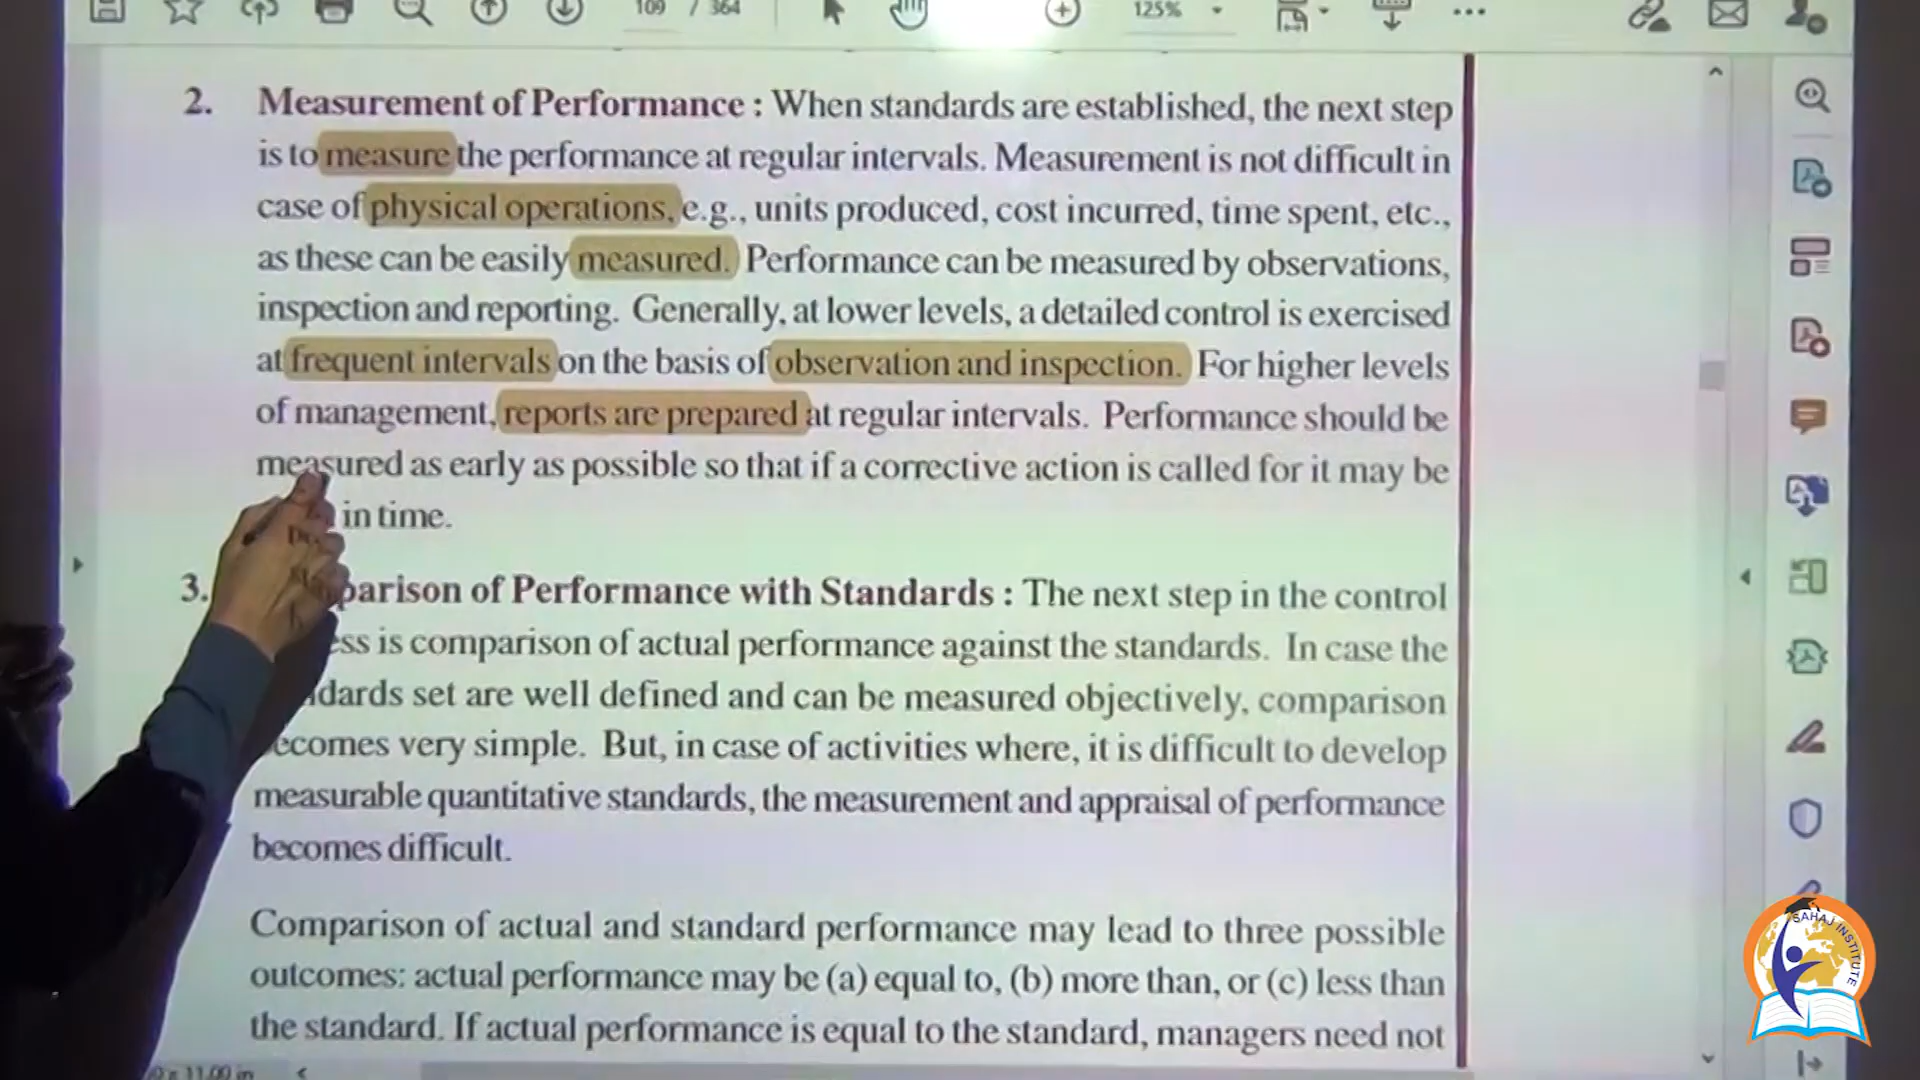 109 / 364
125%
2. Measurement of Performance : When standards are established, the next step
is to measure the performance at regular intervals. Measurement is not difficult in
case of physical operations, e.g., units produced, cost incurred, time spent, etc.,
as these can be easily measured. Performance can be measured by observations,
inspection and reporting. Generally, at lower levels, a detailed control is exercised
at frequent intervals on the basis of observation and inspection. For higher levels
of management, reports are prepared at regular intervals. Performance should be
measured as early as possible so that if a corrective action is called for it may be
in time.
3. parison of Performance with Standards : The next step in the control
ess is comparison of actual performance against the standards. In case the
dards set are well defined and can be measured objectively, comparison
ecomes very simple. But, in case of activities where, it is difficult to develop
measurable quantitative standards, the measurement and appraisal of performance
becomes difficult.
Comparison of actual and standard performance may lead to three possible
outcomes: actual performance may be (a) equal to, (b) more than, or (c) less than
the standard. If actual performance is equal to the standard, managers need not
SAHAJ INSTITUTE